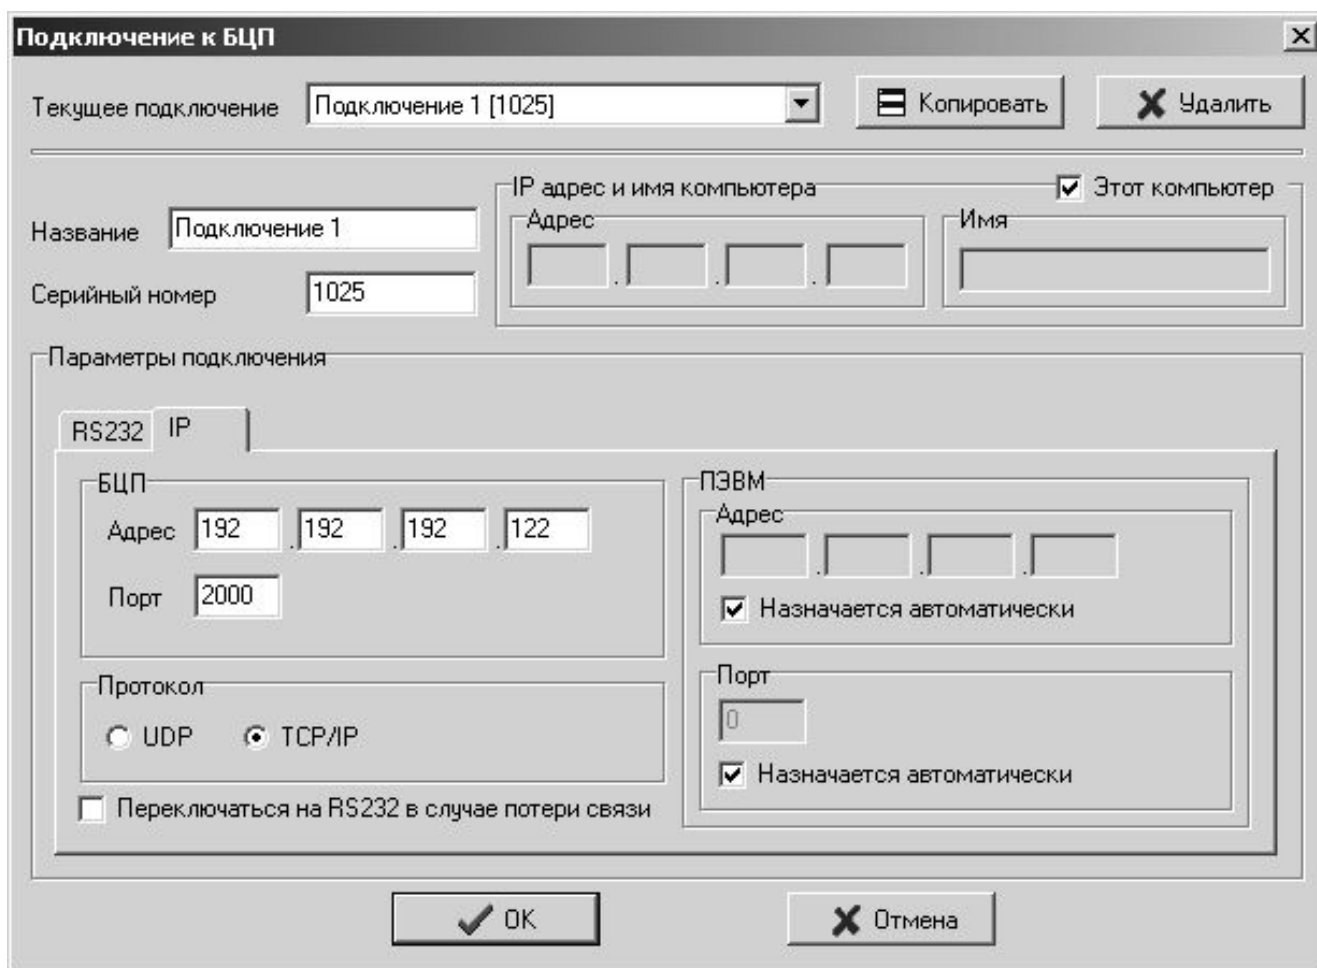 Подключение к БЦП
Текущее подключение Подключение 1 [1025] Копировать Удалить
IP адрес и имя компьютера Этот компьютер
Название Подключение 1 Адрес Имя
. . .
Серийный номер 1025
Параметры подключения
RS232 IP
БЦП ПЭВМ
Адрес 192 .192 .192 .122 Адрес
. . .
Порт 2000 Назначается автоматически
Протокол Порт
UDP TCP/IP 0
Назначается автоматически
Переключаться на RS232 в случае потери связи
OK Отмена